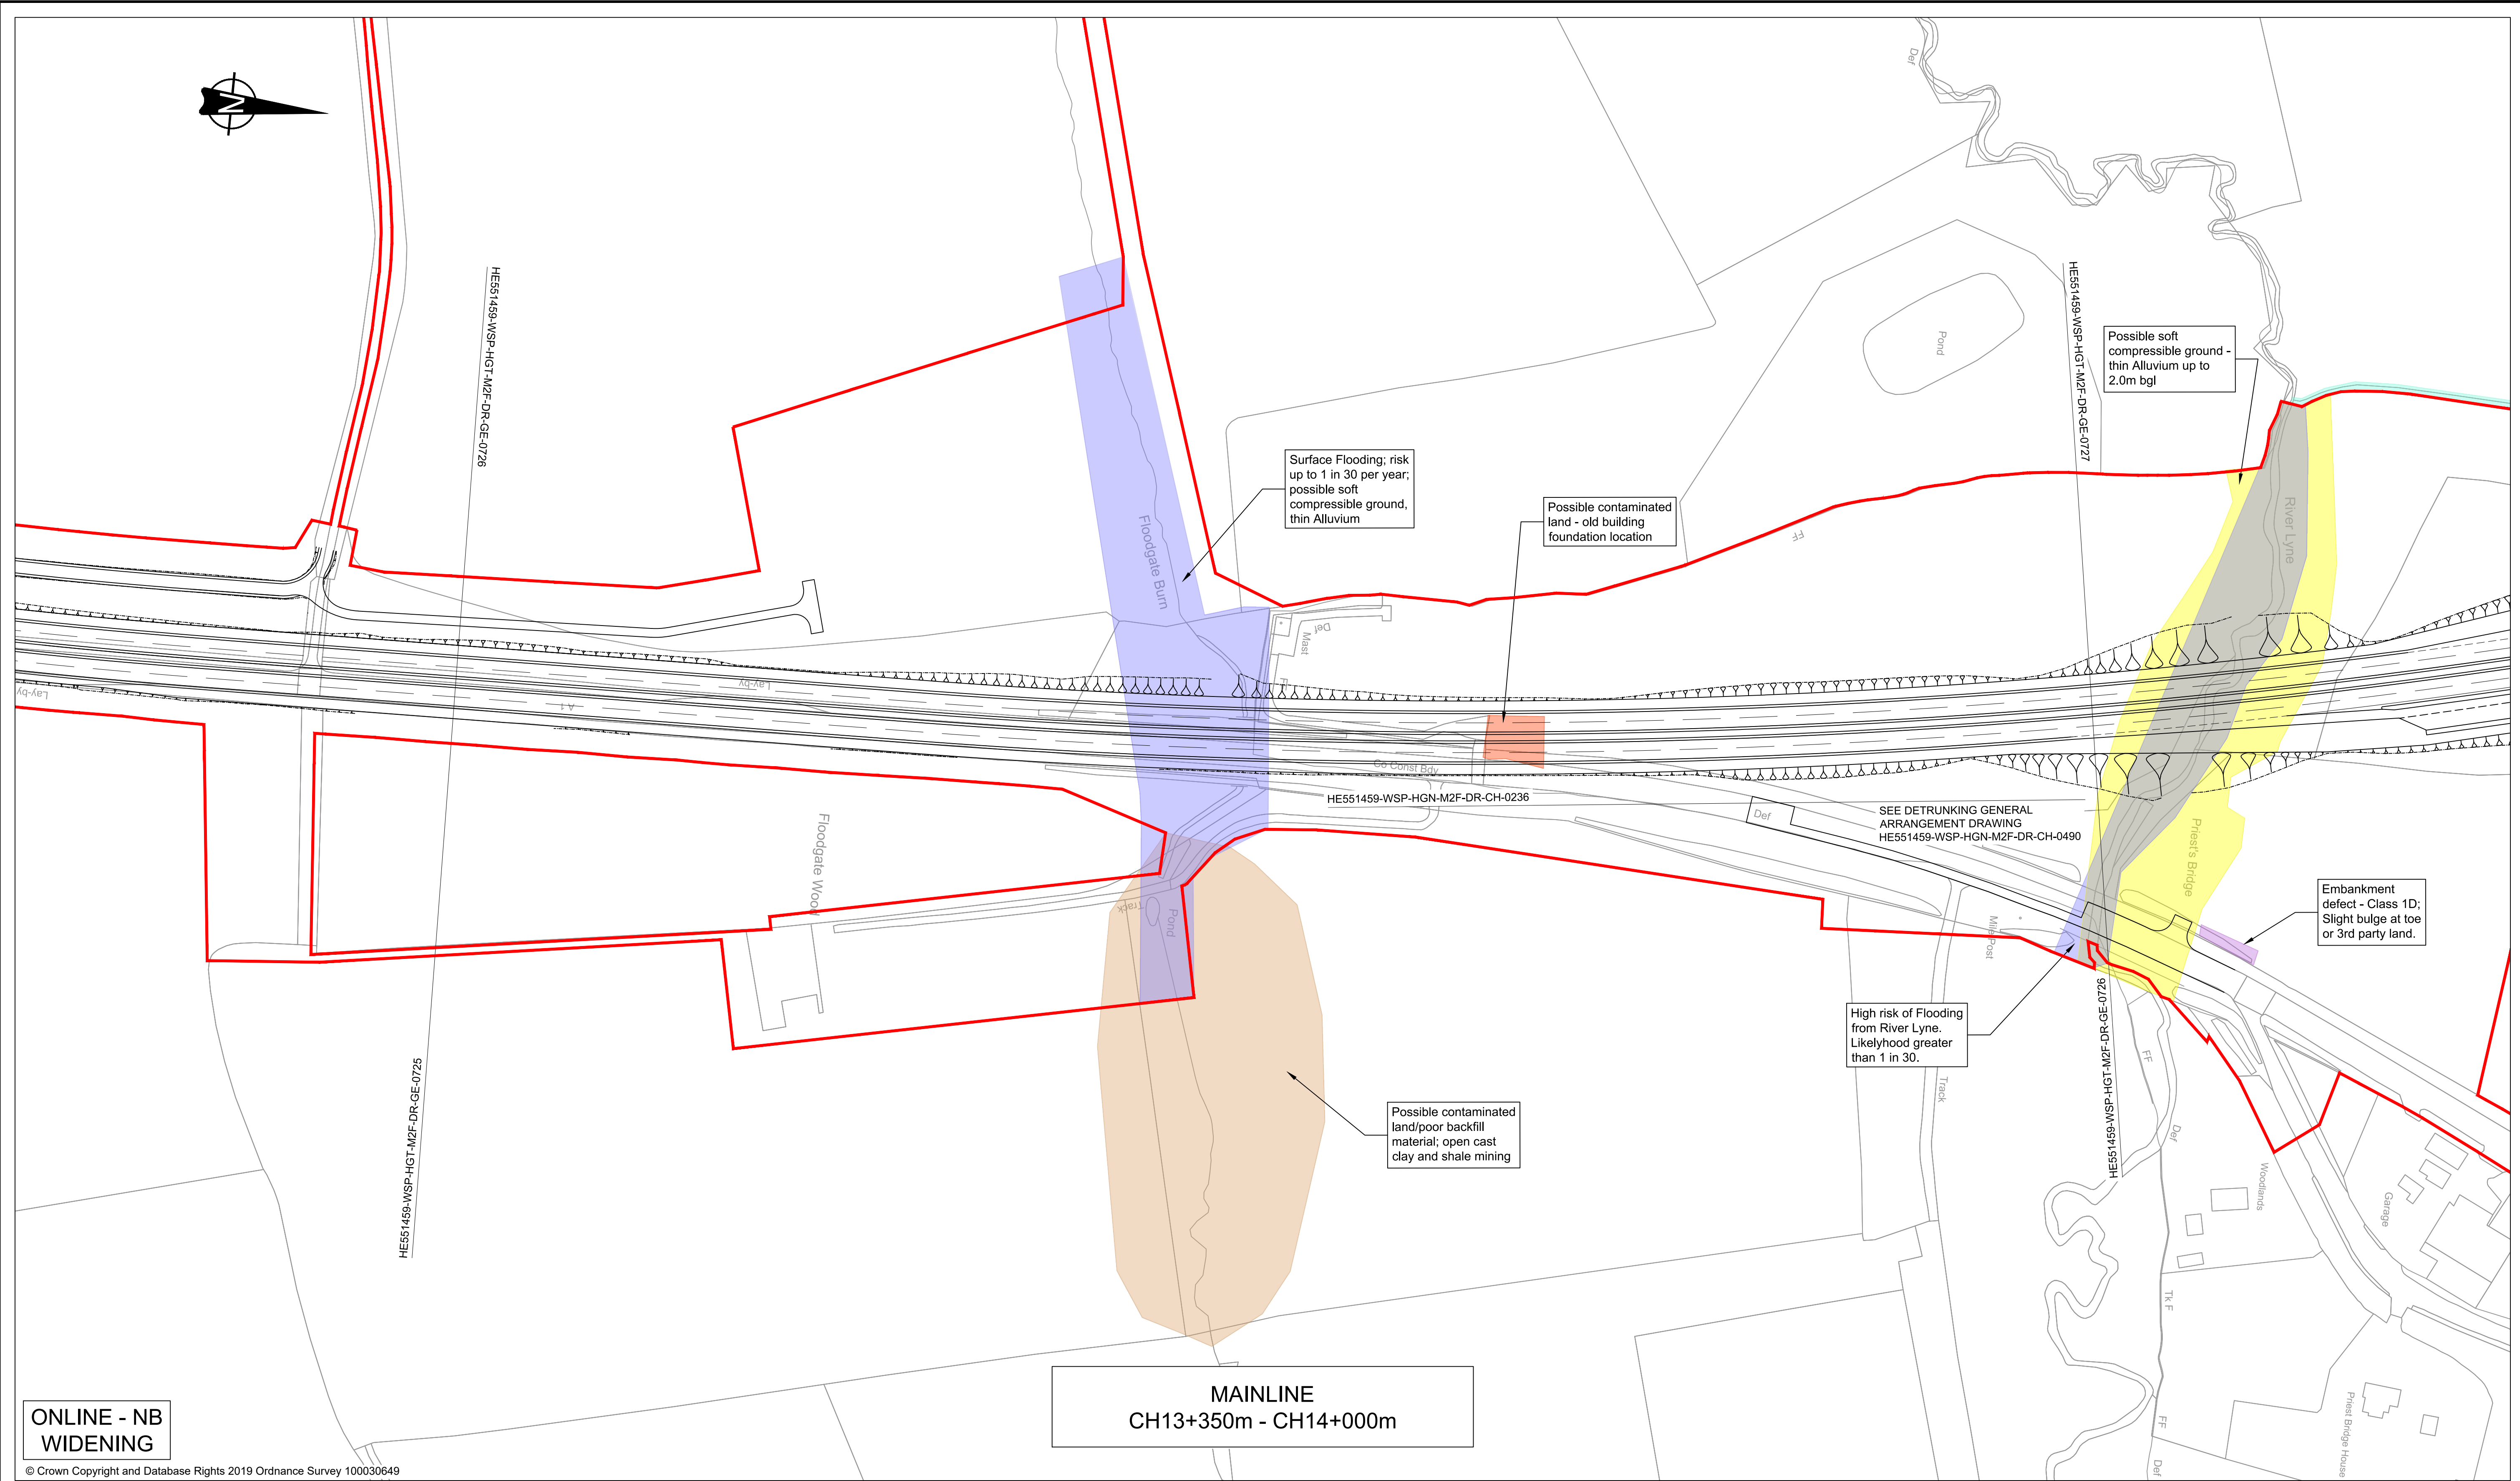 N
Def
HE551459-WSP-HGT-M2F-DR-GE-0726
HE551459-WSP-HGT-M2F-DR-GE-0727
Possible soft
compressible ground -
thin Alluvium up to
2.0m bgl
Pond
Surface Flooding; risk
up to 1 in 30 per year;
possible soft
compressible ground,
thin Alluvium
Possible contaminated
land - old building
foundation location
River Lyne
FF
Floodgate Burn
Def
Mast
Lay-by
Lay-by
A 1
Co Const Bdy
HE551459-WSP-HGN-M2F-DR-CH-0236
Def
SEE DETRUNKING GENERAL
ARRANGEMENT DRAWING
HE551459-WSP-HGN-M2F-DR-CH-0490
Priest's Bridge
Floodgate Wood
Track
Pond
Mile Post
Embankment
defect - Class 1D;
Slight bulge at toe
or 3rd party land.
High risk of Flooding
from River Lyne.
Likelyhood greater
than 1 in 30.
HE551459-WSP-HGT-M2F-DR-GE-0725
HE551459-WSP-HGT-M2F-DR-GE-0726
FF
Track
Def
Possible contaminated
land/poor backfill
material; open cast
clay and shale mining
Woodlands
Garage
Tk F
Priest Bridge House
FF
Def
MAINLINE
CH13+350m - CH14+000m
ONLINE - NB
WIDENING
© Crown Copyright and Database Rights 2019 Ordnance Survey 100030649